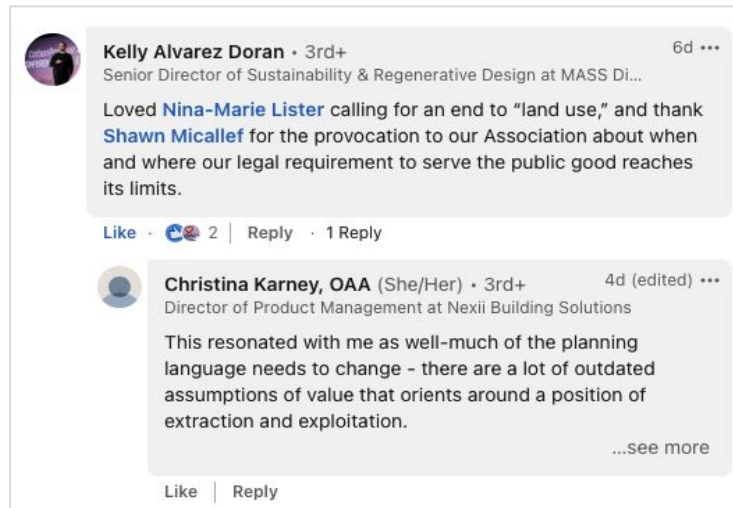 Kelly Alvarez Doran • 3rd+
6d •••
Senior Director of Sustainability & Regenerative Design at MASS Di...
Loved Nina-Marie Lister calling for an end to “land use,” and thank
Shawn Micallef for the provocation to our Association about when
and where our legal requirement to serve the public good reaches
its limits.
Like · 2 | Reply · 1 Reply
Christina Karney, OAA (She/Her) • 3rd+
4d (edited) •••
Director of Product Management at Nexii Building Solutions
This resonated with me as well-much of the planning
language needs to change - there are a lot of outdated
assumptions of value that orients around a position of
extraction and exploitation.
...see more
Like | Reply